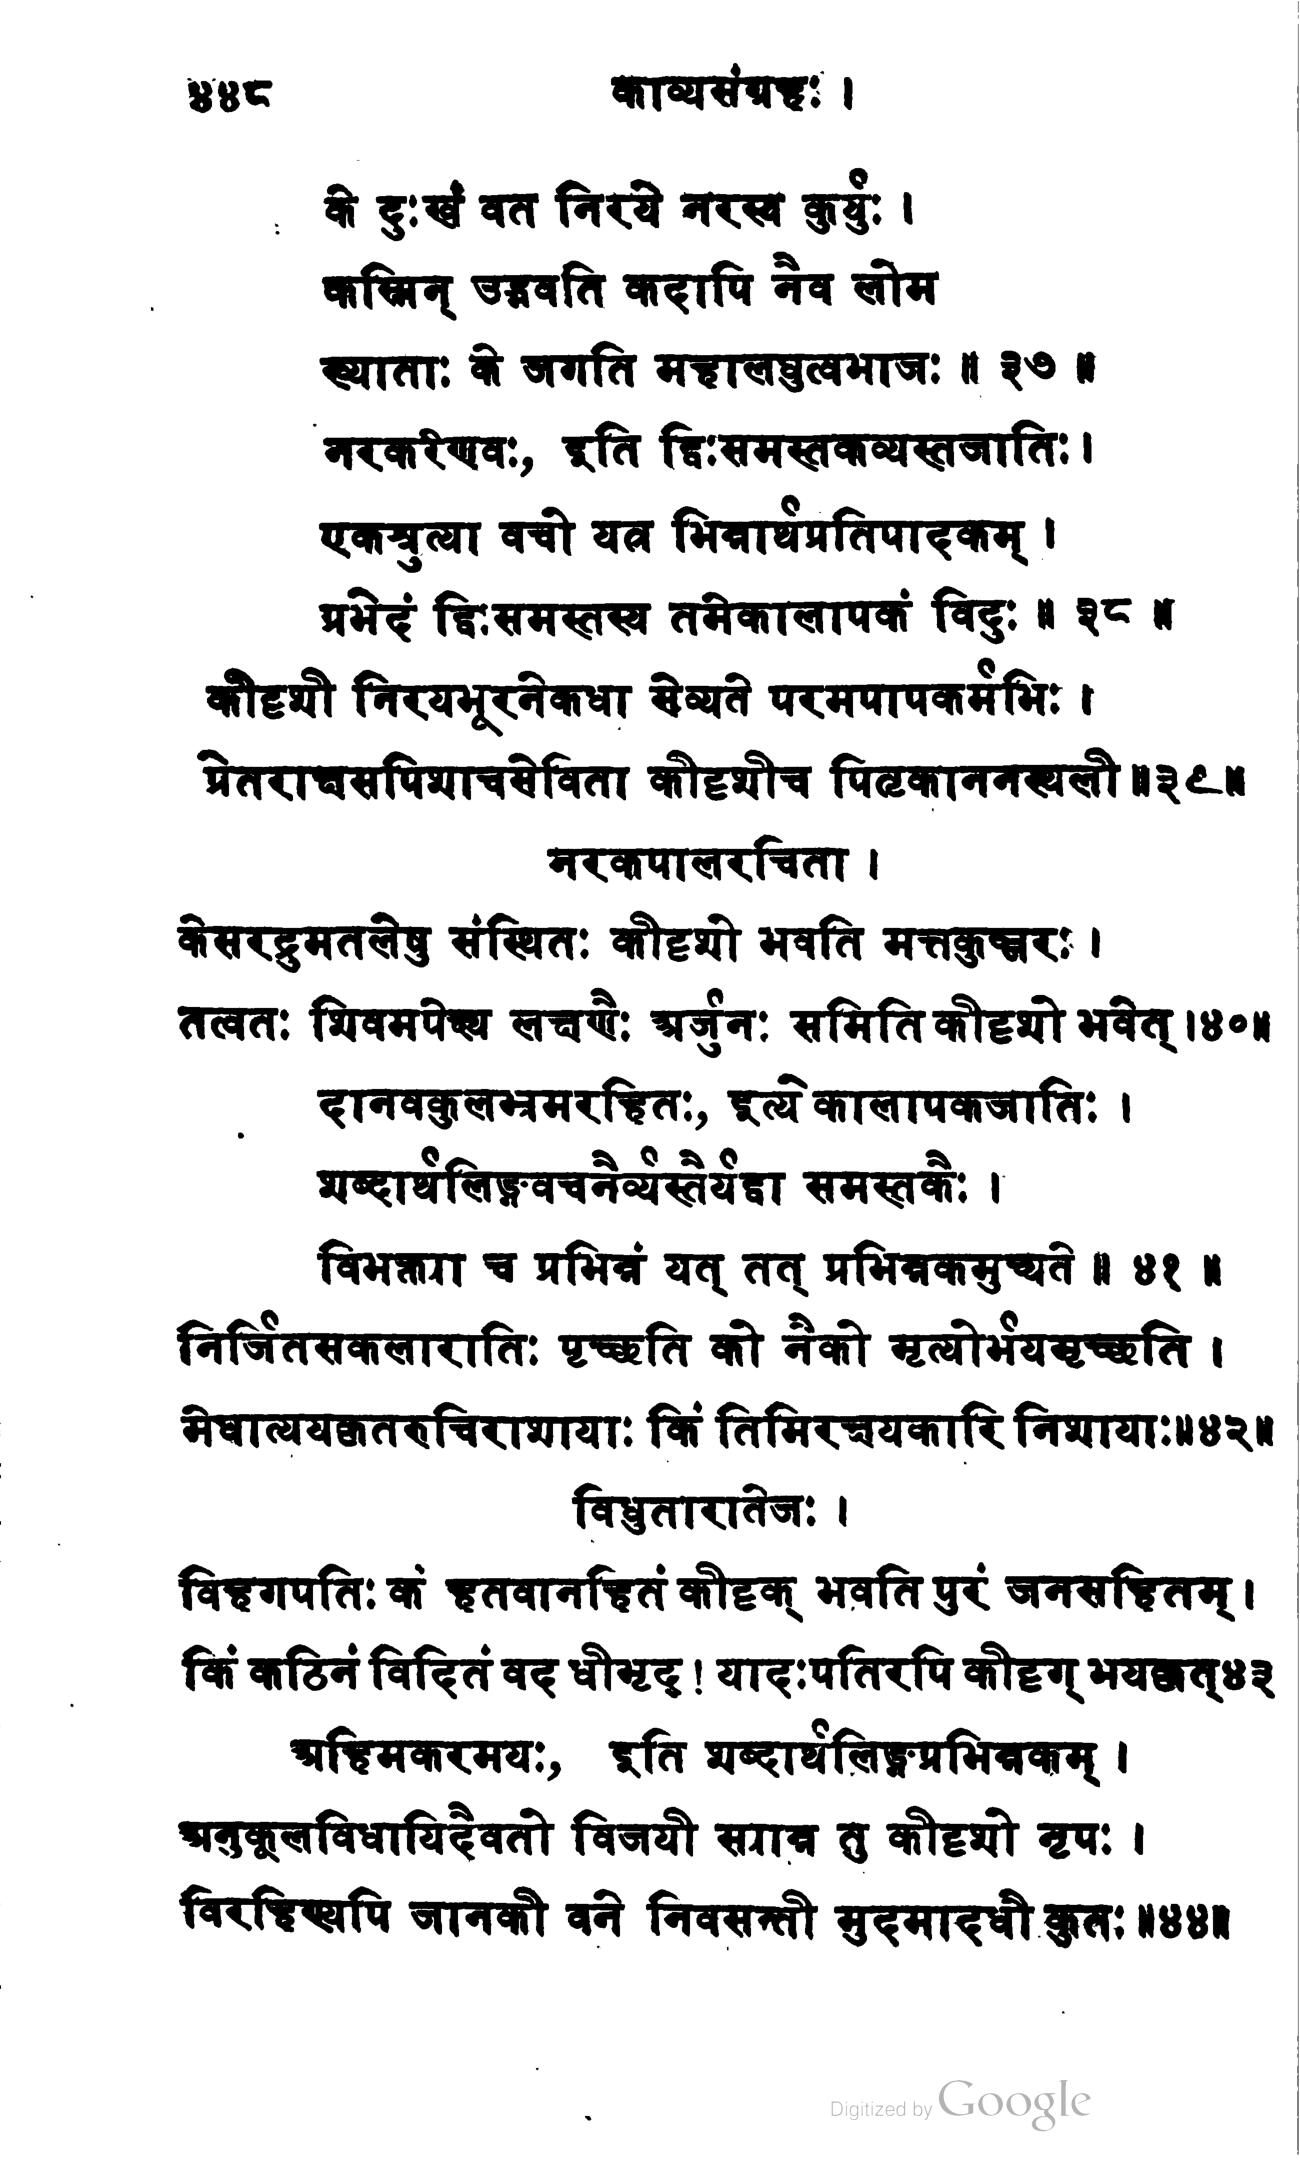 ४४८ काव्यसंग्रहः ।
के दुःखं वत निरये नरस्य कुर्युः ।
कस्मिन् उद्भवति कदापि नैव लोम
ख्याताः के जगति महालघुत्वभाजः ॥ ३७ ॥
नरकरेणवः, इति द्विःसमस्तकव्यस्तजातिः ।
एकश्रुत्या वचो यत्र भिन्नार्थप्रतिपादकम् ।
प्रभेदं द्विःसमस्तस्य तमेकालापकं विदुः ॥ ३८ ॥
कीदृशी निरयभूरनेकधा सेव्यते परमपापकर्मभिः ।
प्रेतराक्षसपिशाचसेविता कीदृशीच पितृकाननस्थली ॥३९॥
नरकपालरचिता ।
केसरद्रुमतलेषु संस्थितः कीदृशो भवति मत्तकुञ्जरः ।
तत्वतः शिवमपेक्ष्य लक्षणैः अर्जुनः समिति कीदृशो भवेत् ।४०॥
दानवकुलभ्रमरहितः, इत्येकालापकजातिः ।
शब्दार्थलिङ्गवचनैर्व्यस्तैर्यद्वा समस्तकैः ।
विभक्त्या च प्रभिन्नं यत् तत् प्रभिन्नकमुच्यते ॥ ४१ ॥
निर्जितसकलारातिः पृच्छति को नैको मृत्योर्भयमृच्छति ।
मेघात्ययकृतरुचिराशायाः किं तिमिरक्षयकारि निशायाः॥४२॥
विधुतारातेजः ।
विहगपतिः कं हतवानहितं कीदृक् भवति पुरं जनसहितम् ।
किं कठिनं विदितं वद धीभृद् ! यादःपतिरपि कीदृग् भयकृत्४३
अहिमकरमयः, इति शब्दार्थलिङ्गप्रभिन्नकम् ।
अनुकूलविधायिदैवतो विजयी स्यान्न तु कीदृशो नृपः ।
विरहिण्यपि जानकी वने निवसन्ती मुदमादधौ कुतः॥४४॥
Digitized by Google